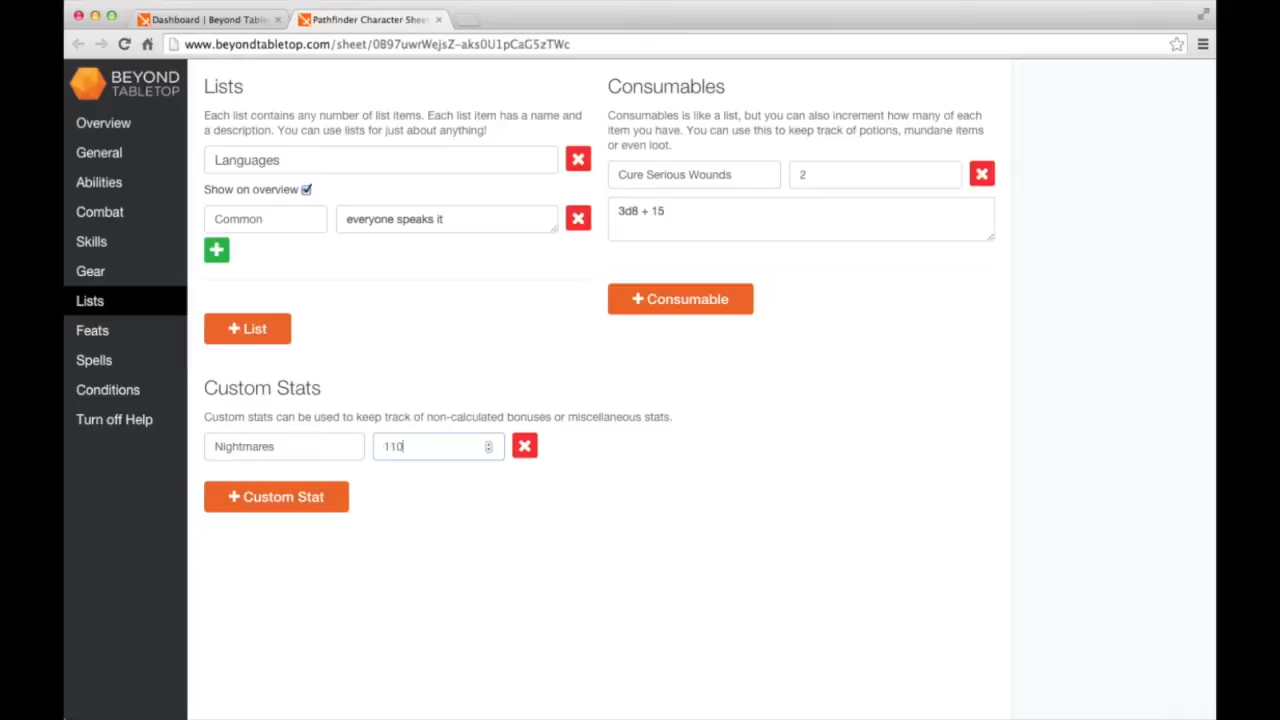 Dashboard | Beyond Table
Pathfinder Character Shee
www.beyondtabletop.com/sheet/0B97uwrWejsZ-aks0U1pCaG5zTWc
BEYOND
TABLETOP
Overview
General
Abilities
Combat
Skills
Gear
Lists
Feats
Spells
Conditions
Turn off Help
Lists
Each list contains any number of list items. Each list item has a name and
a description. You can use lists for just about anything!
Languages
Show on overview
Common
everyone speaks it
+ List
Consumables
Consumables is like a list, but you can also increment how many of each
item you have. You can use this to keep track of potions, mundane items
or even loot.
Cure Serious Wounds
2
3d8 + 15
+ Consumable
Custom Stats
Custom stats can be used to keep track of non-calculated bonuses or miscellaneous stats.
Nightmares
110
+ Custom Stat